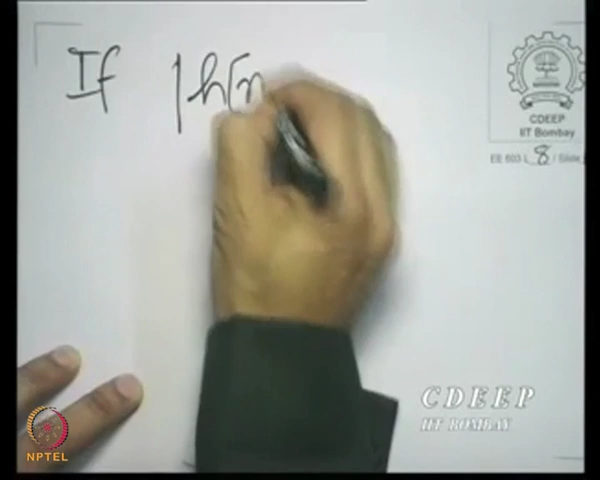 If |h[n
CDEEP
IIT Bombay
EE 603 L 8 / Slide
CDEEP
IIT BOMBAY
NPTEL